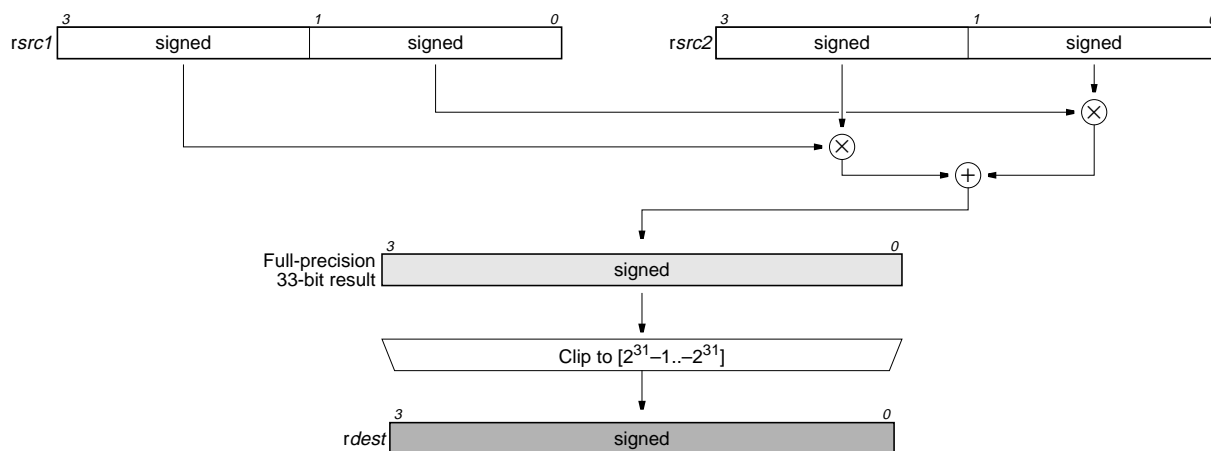 3 1 0 3 1 0
rsrc1 signed signed rsrc2 signed signed
× 
×
+
3 0
Full-precision
33-bit result
signed
Clip to [2³¹–1..–2³¹]
3 0
rdest signed